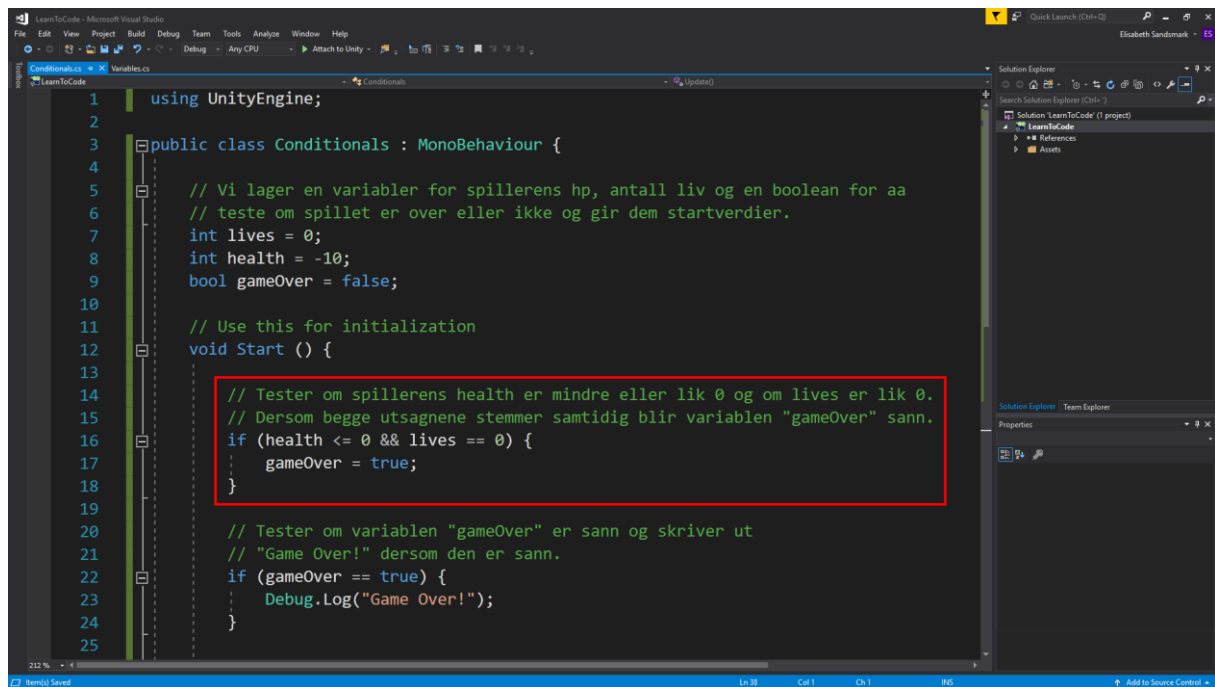 LearnToCode - Microsoft Visual Studio
Quick Launch (Ctrl+Q)
File Edit View Project Build Debug Team Tools Analyze Window Help
Elisabeth Sandsmark ES
Debug Any CPU Attach to Unity
Toolbox
Conditionals.cs Variables.cs
LearnToCode Conditionals Update()
1 using UnityEngine;
2
3 public class Conditionals : MonoBehaviour {
4
5 // Vi lager en variabler for spillerens hp, antall liv og en boolean for aa
6 // teste om spillet er over eller ikke og gir dem startverdier.
7 int lives = 0;
8 int health = -10;
9 bool gameOver = false;
10
11 // Use this for initialization
12 void Start () {
13
14 // Tester om spillerens health er mindre eller lik 0 og om lives er lik 0.
15 // Dersom begge utsagnene stemmer samtidig blir variablen "gameOver" sann.
16 if (health <= 0 && lives == 0) {
17 gameOver = true;
18 }
19
20 // Tester om variablen "gameOver" er sann og skriver ut
21 // "Game Over!" dersom den er sann.
22 if (gameOver == true) {
23 Debug.Log("Game Over!");
24 }
25
212 %
Solution Explorer
Search Solution Explorer (Ctrl+¨)
Solution 'LearnToCode' (1 project)
LearnToCode
References
Assets
Solution Explorer Team Explorer
Properties
Item(s) Saved Ln 38 Col 1 Ch 1 INS Add to Source Control